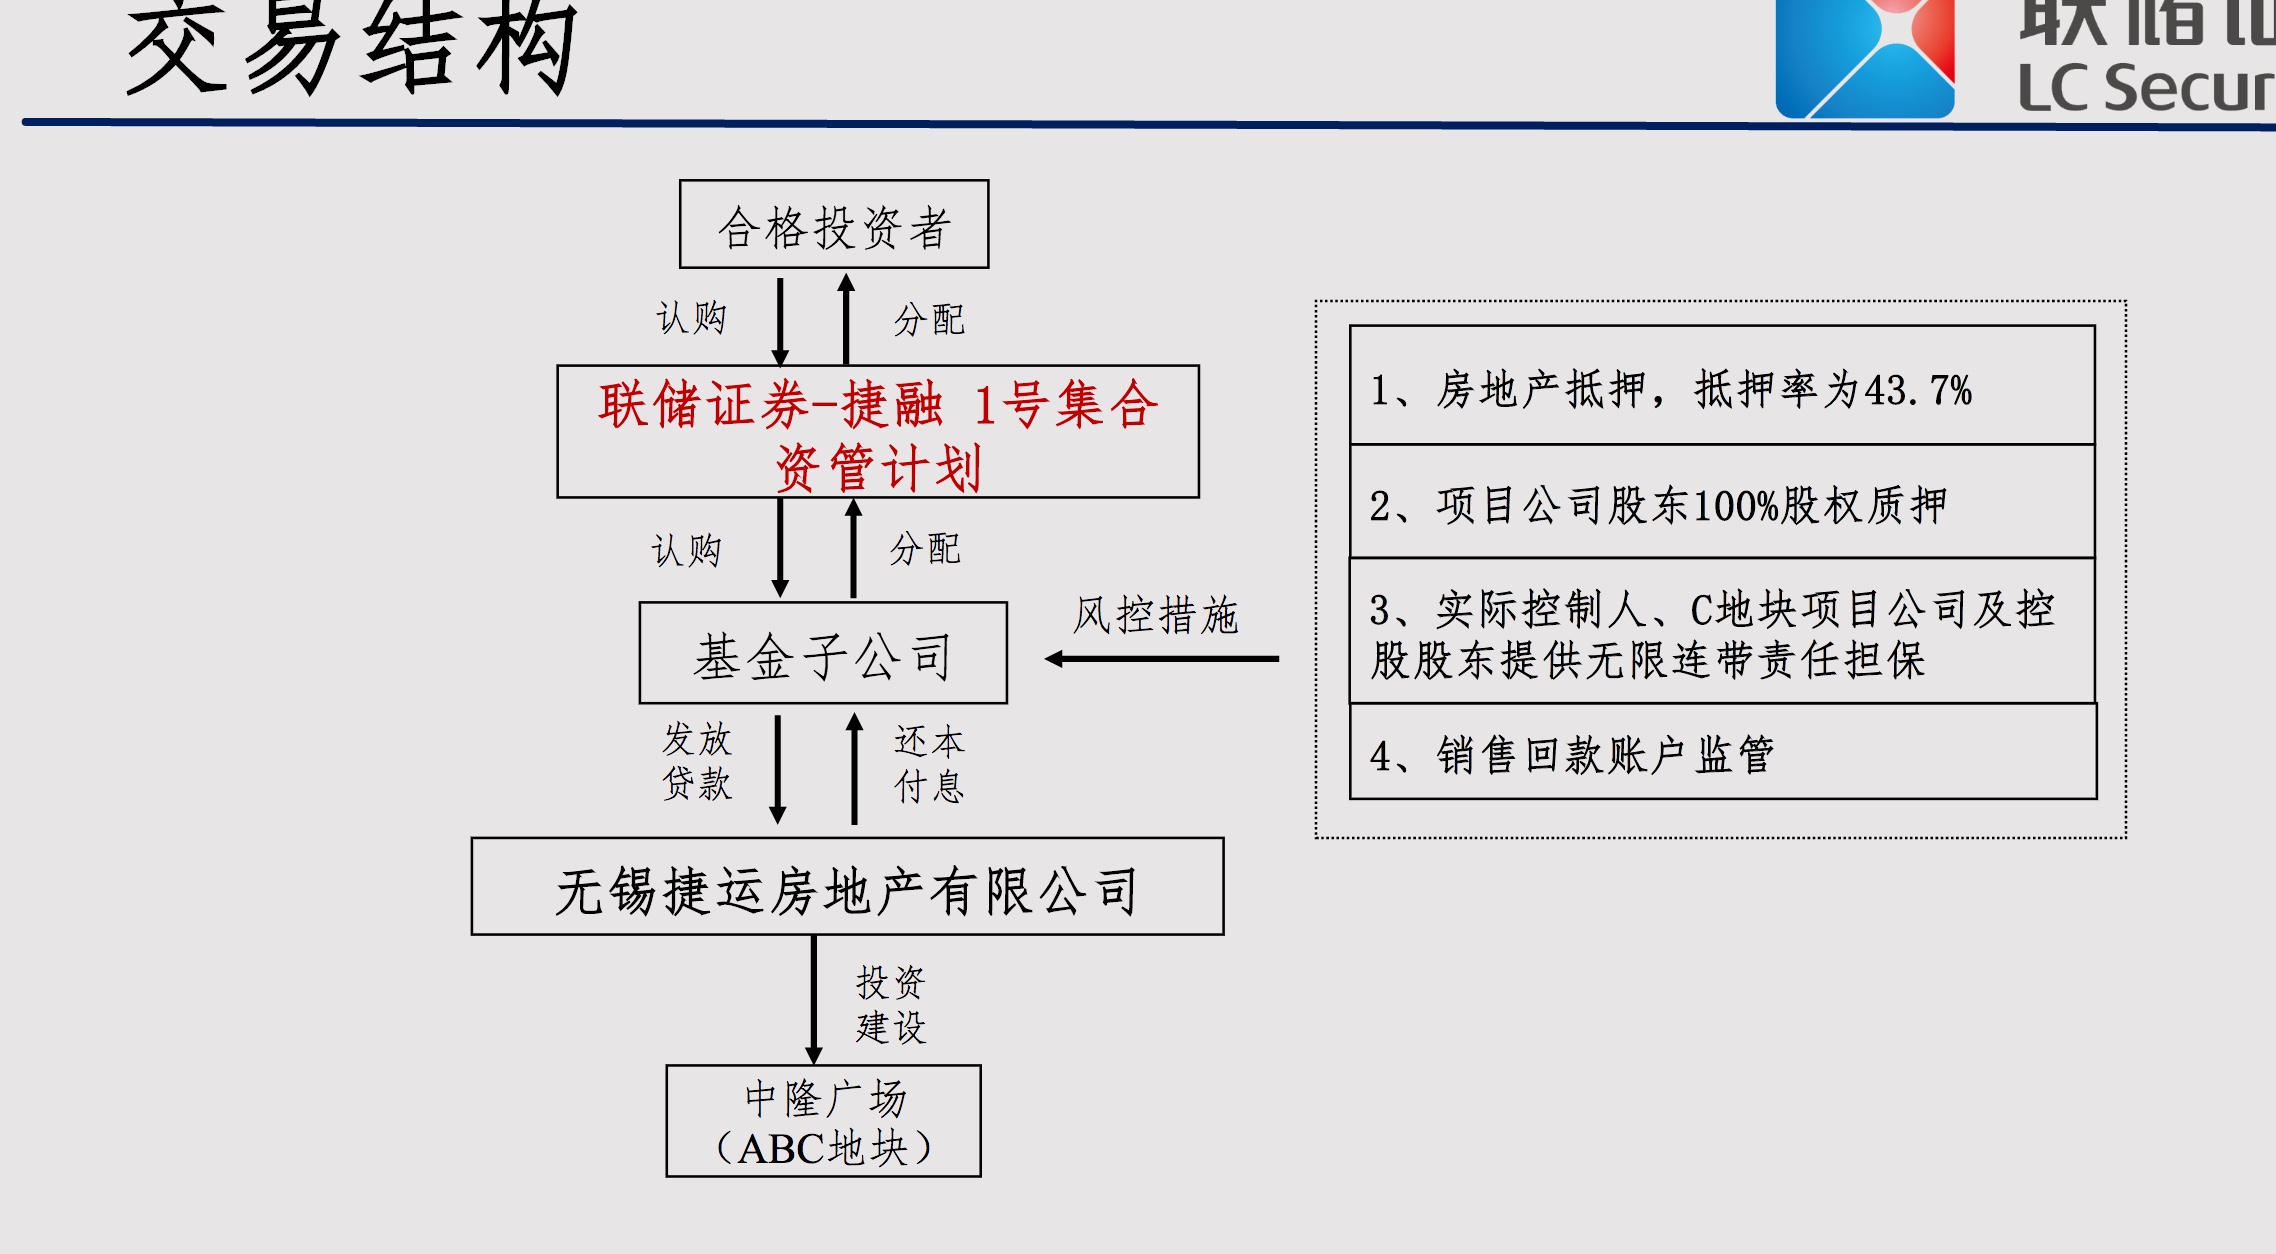 交易结构
联储
LC Secur
合格投资者
认购
分配
联储证券-捷融 1号集合
资管计划
认购
分配
基金子公司
风控措施
发放
贷款
还本
付息
无锡捷运房地产有限公司
投资
建设
中隆广场
（ABC地块）
1、房地产抵押，抵押率为43.7%
2、项目公司股东100%股权质押
3、实际控制人、C地块项目公司及控
股股东提供无限连带责任担保
4、销售回款账户监管